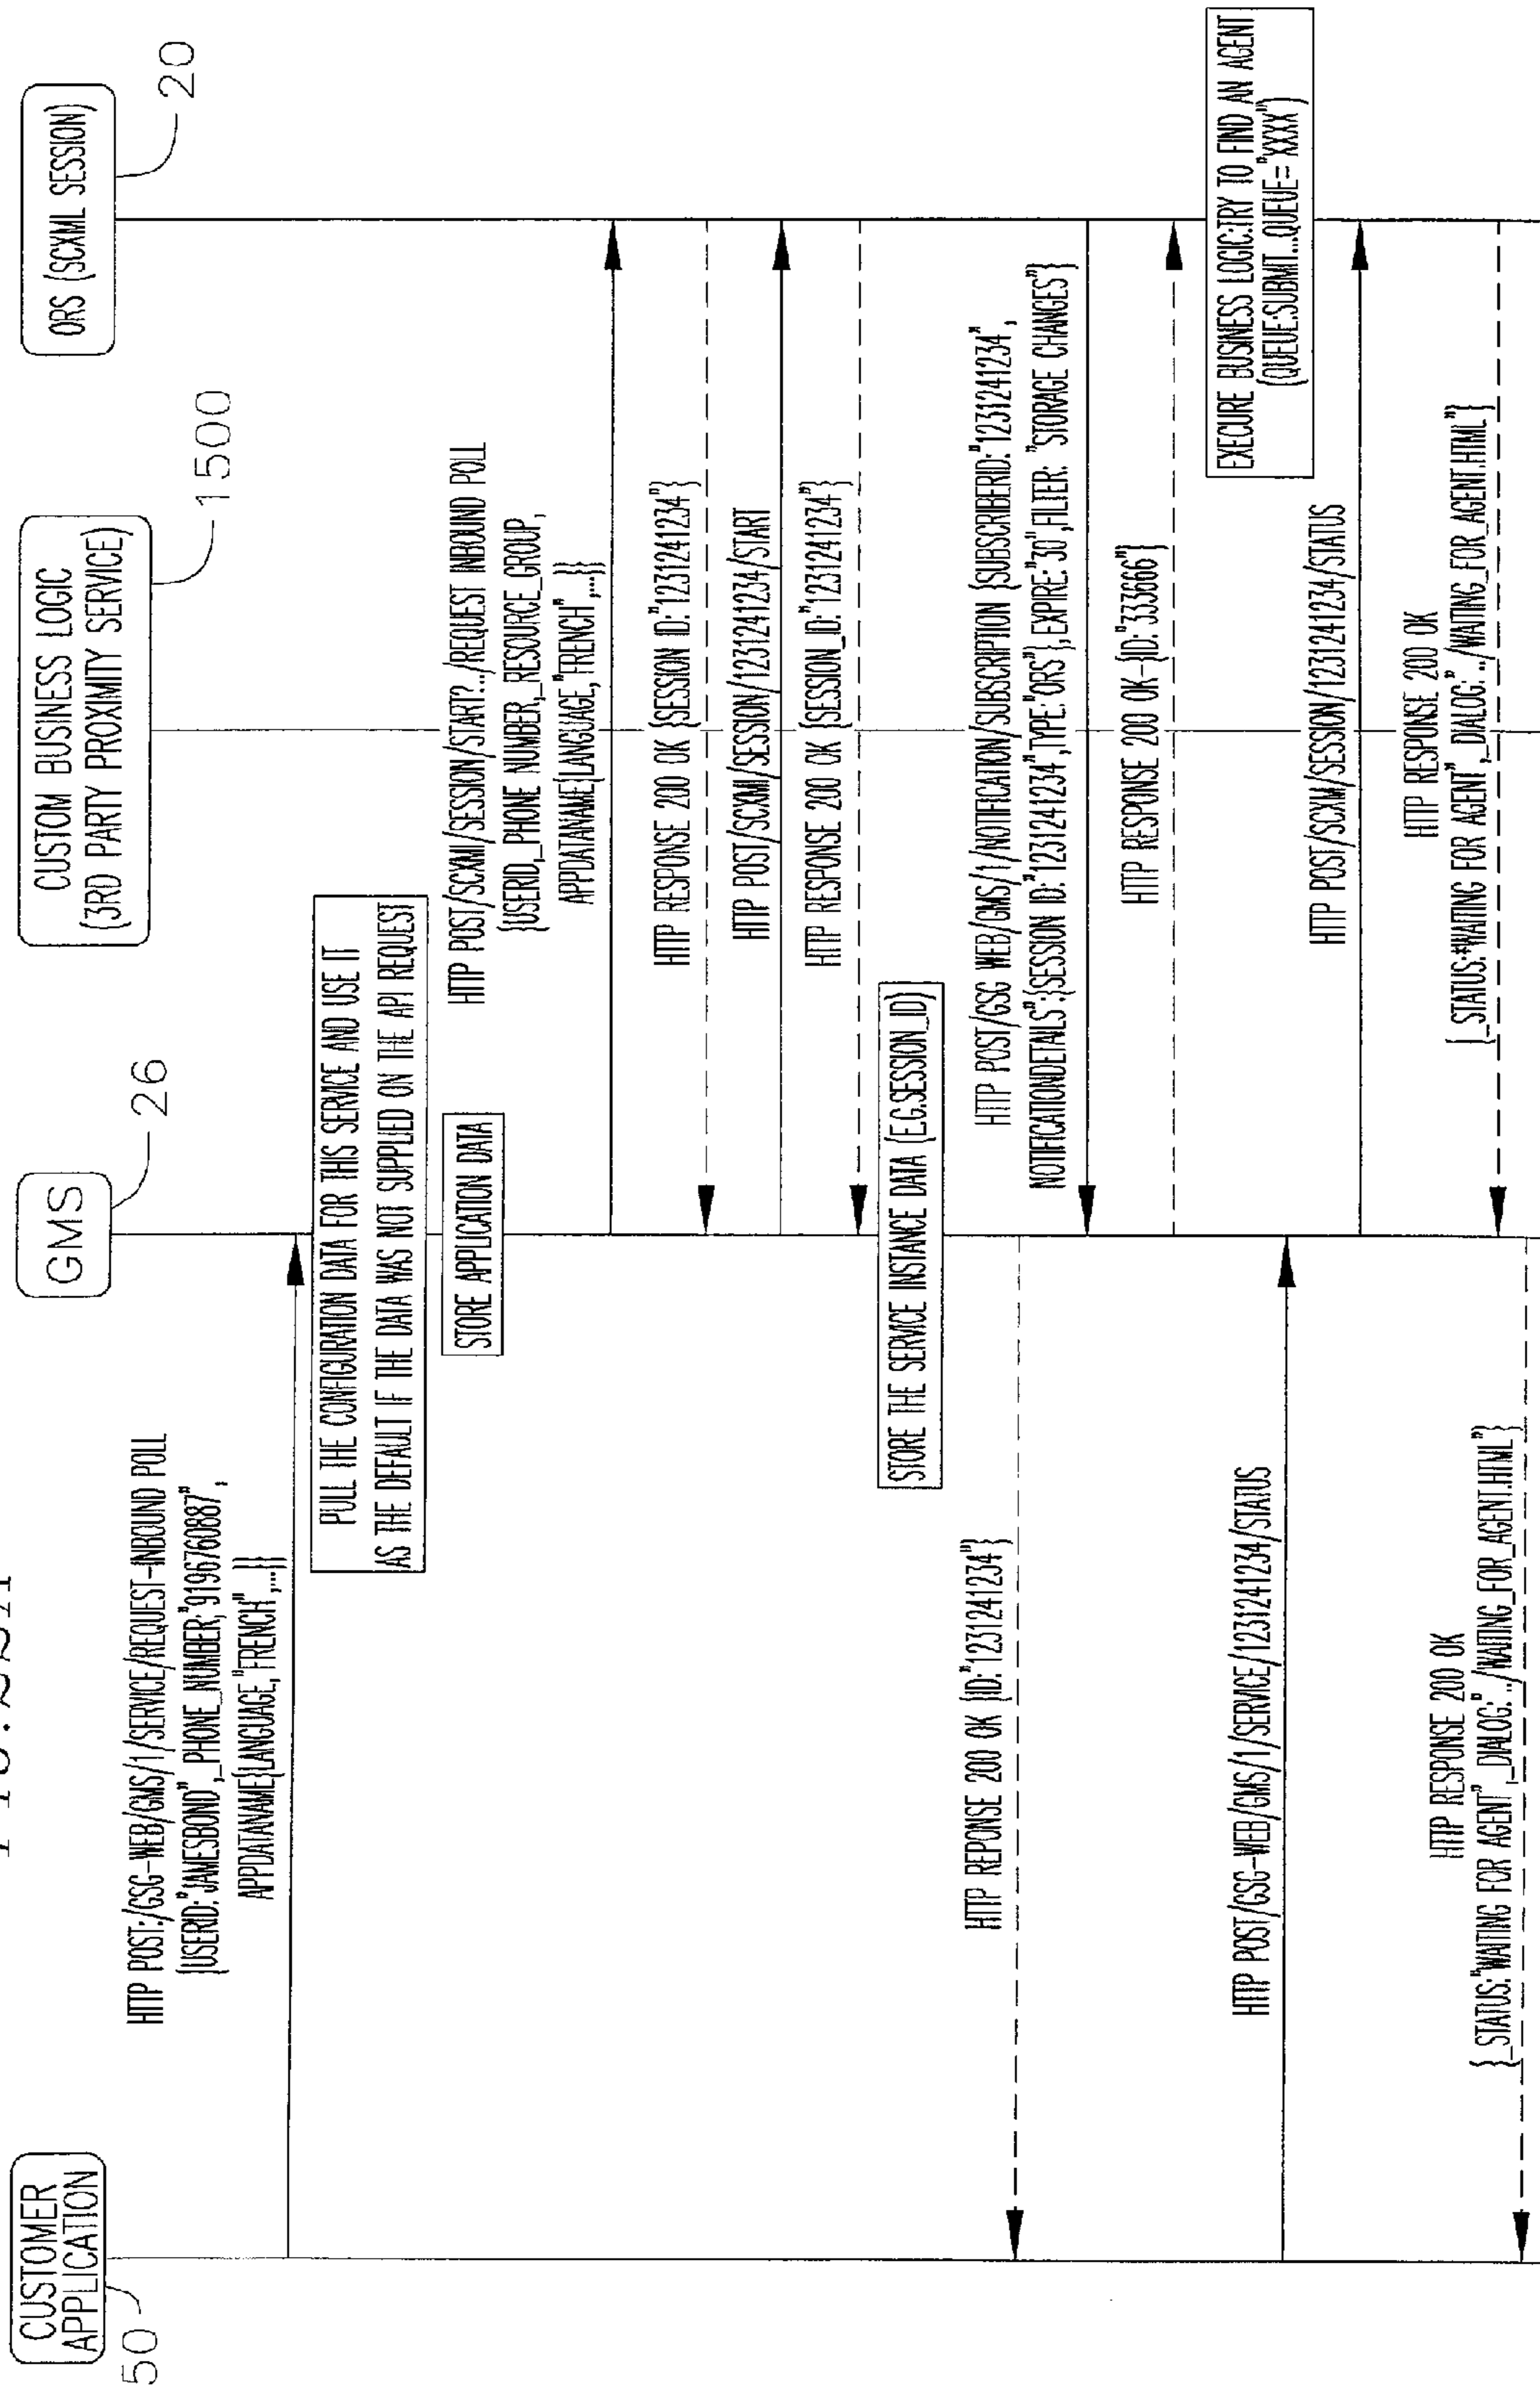 CUSTOMER
APPLICATION
50
GMS
26
CUSTOM BUSINESS LOGIC
(3RD PARTY PROXIMITY SERVICE)
1500
ORS (SCXML SESSION)
20
HTTP POST:/GSG-WEB/GMS/1/SERVICE/REQUEST-INBOUND POLL
{USERID:"JAMESBOND",_PHONE_NUMBER,"9196760887",
APPDATANAME{LANGUAGE,"FRENCH",...}}
PULL THE CONFIGURATION DATA FOR THIS SERVICE AND USE IT
AS THE DEFAULT IF THE DATA WAS NOT SUPPLIED ON THE API REQUEST
STORE APPLICATION DATA
HTTP POST/SCXML/SESSION/START?../REQUEST INBOUND POLL
{USERID,_PHONE NUMBER,_RESOURCE_GROUP,
APPDATANAME{LANGUAGE,"FRENCH",...}}
HTTP RESPONSE 200 OK {SESSION ID:"1231241234"}
HTTP POST/SCXML/SESSION/1231241234/START
HTTP RESPONSE 200 OK {SESSION_ID:"1231241234"}
STORE THE SERVICE INSTANCE DATA (E.G.SESSION_ID)
HTTP REPONSE 200 OK {ID:"1231241234"}
HTTP POST/GSG WEB/GMS/1/NOTIFICATION/SUBSCRIPTION {SUBSCRIBERID:"1231241234",
NOTIFICATIONDETAILS":{SESSION ID:"1231241234",TYPE:"ORS"},EXPIRE:"30",FILTER: "STORAGE CHANGES"}
HTTP RESPONSE 200 OK-{ID:"333666"}
EXECURE BUSINESS LOGIC:TRY TO FIND AN AGENT
(QUEUE:SUBMIT...QUEUE="XXXX")
HTTP POST/GSG-WEB/GMS/1/SERVICE/1231241234/STATUS
HTTP POST/SCXM/SESSION/1231241234/STATUS
HTTP RESPONSE 200 OK
{_STATUS:"WAITING FOR AGENT",_DIALOG:"../WAITING_FOR_AGENT.HTML"}
HTTP RESPONSE 200 OK
{_STATUS:"WAITING FOR AGENT",_DIALOG:"../WAITING_FOR_AGENT.HTML"}